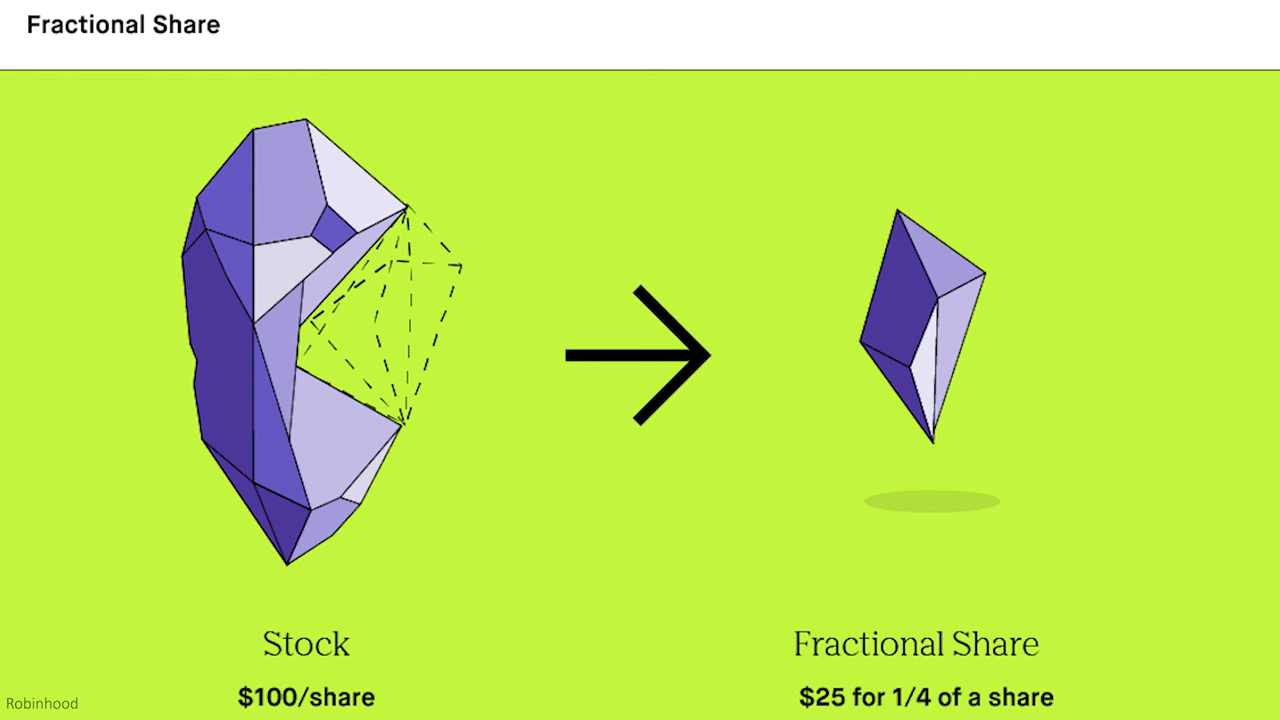 Fractional Share
Stock
Fractional Share
$100/share
$25 for 1/4 of a share
Robinhood